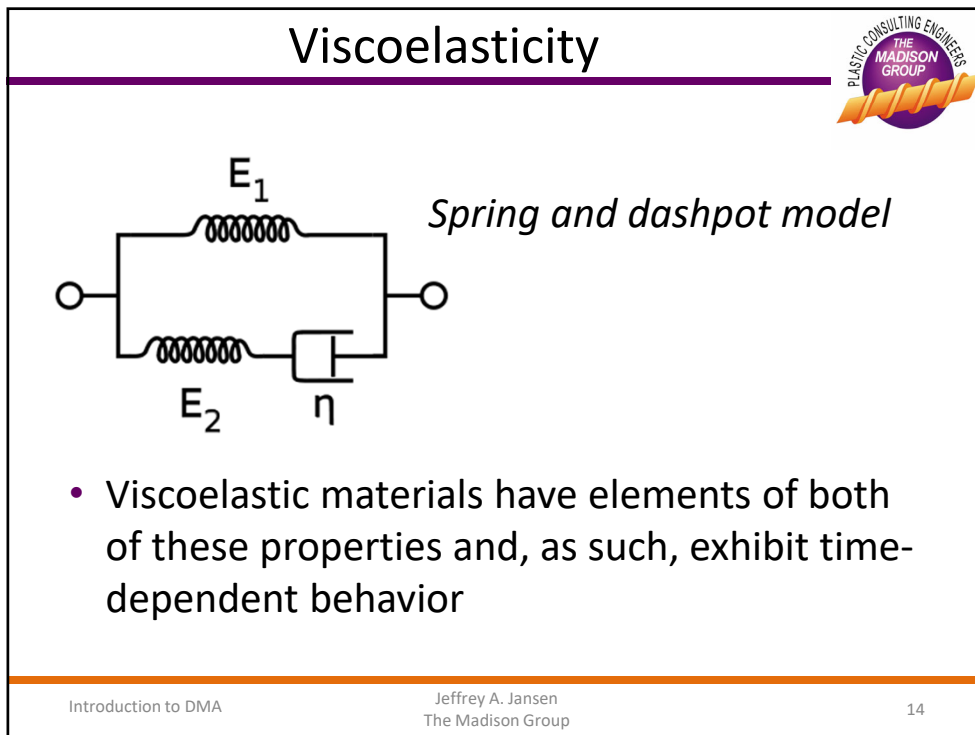 Viscoelasticity
PLASTIC CONSULTING ENGINEERS
THE
MADISON
GROUP
E1
Spring and dashpot model
E2
η
• Viscoelastic materials have elements of both
of these properties and, as such, exhibit time-
dependent behavior
Introduction to DMA
Jeffrey A. Jansen
The Madison Group
14